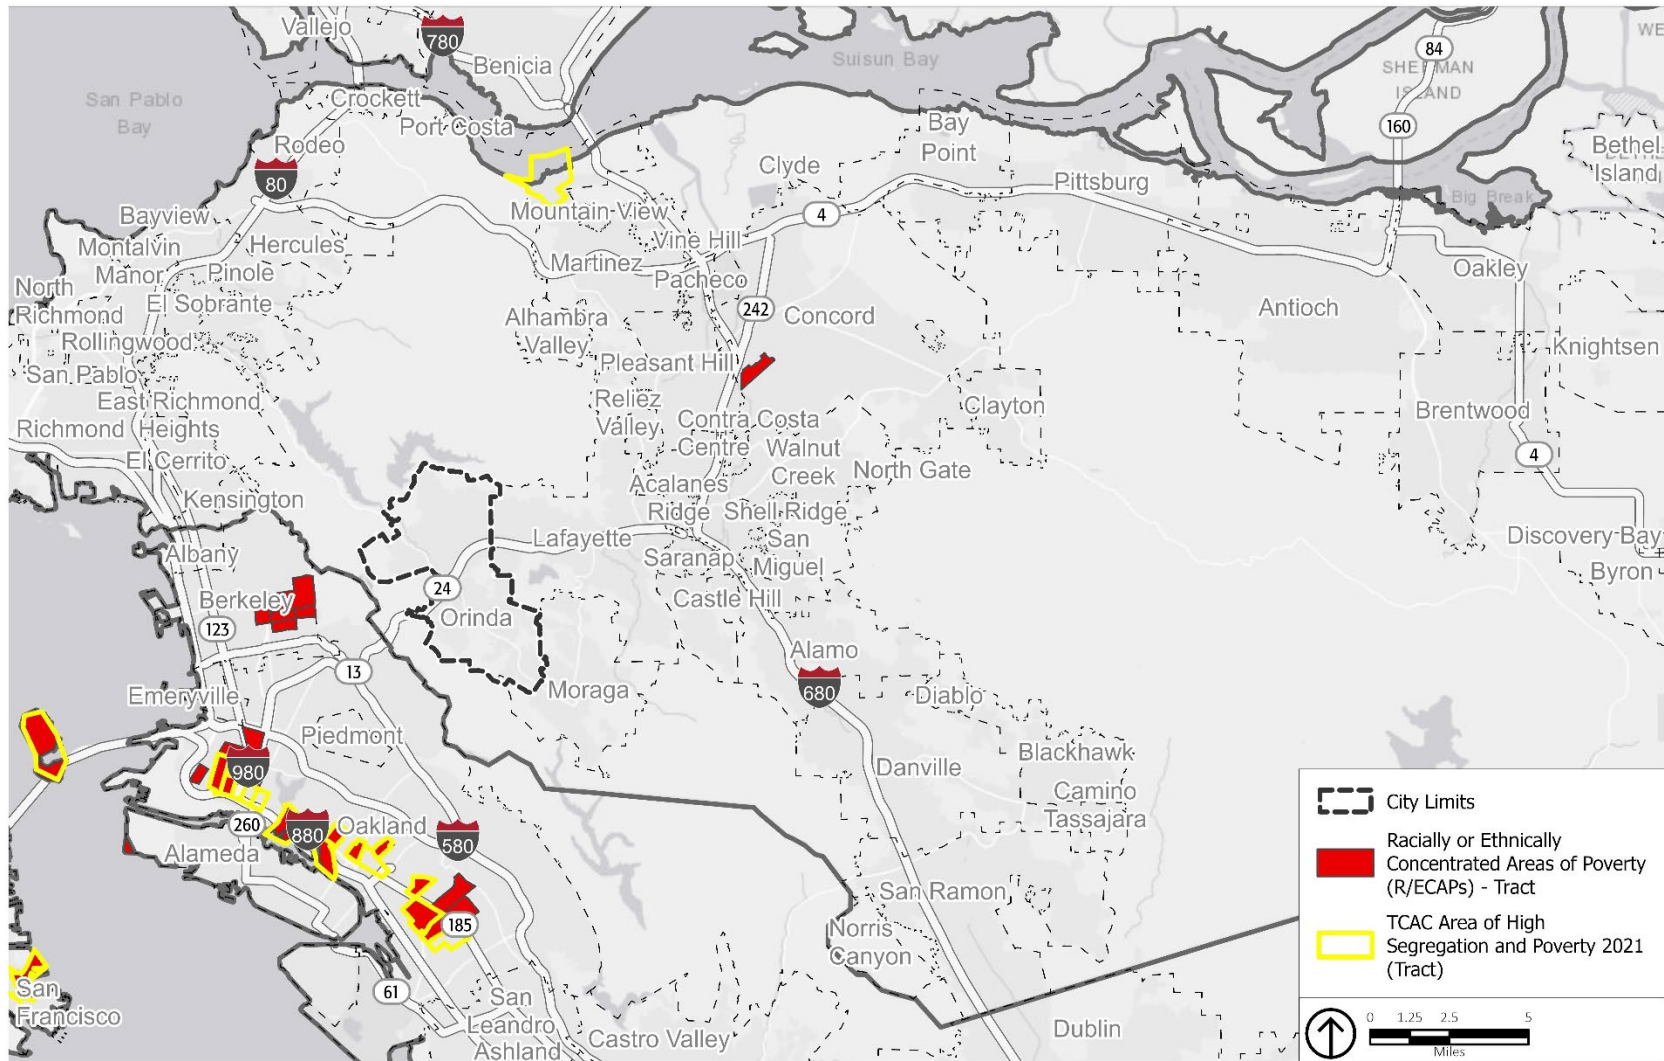 Vallejo
780
Benicia
Suisun Bay
84
SHERMAN
ISLAND
San Pablo
Bay
Crockett
Port Costa
Rodeo
80
Bay
Point
160
Bethel
Island
Clyde
Pittsburg
Big Break
Bayview
Mountain View
4
Montalvin
Manor
Hercules
Vine Hill
Pinole
Martinez
Pacheco
Oakley
North
Richmond
El Sobrante
242
Concord
Antioch
Alhambra
Valley
Rollingwood
Knightsen
San Pablo
Pleasant Hill
East Richmond
Heights
Reliez
Valley
Clayton
Brentwood
Richmond
Contra Costa
Centre
Walnut
Creek
El Cerrito
North Gate
4
Kensington
Acalanes
Ridge
Shell Ridge
Albany
Lafayette
San
Miguel
Discovery Bay
Saranap
Byron
24
Castle Hill
Berkeley
Orinda
123
13
Alamo
680
Emeryville
Moraga
Diablo
Piedmont
Blackhawk
980
Danville
Camino
Tassajara
260
880
Oakland
580
Alameda
San Ramon
185
Norris
Canyon
61
San
Francisco
San
Leandro
Ashland
Castro Valley
Dublin
City Limits
Racially or Ethnically
Concentrated Areas of Poverty
(R/ECAPs) - Tract
TCAC Area of High
Segregation and Poverty 2021
(Tract)
0 1.25 2.5 5
Miles